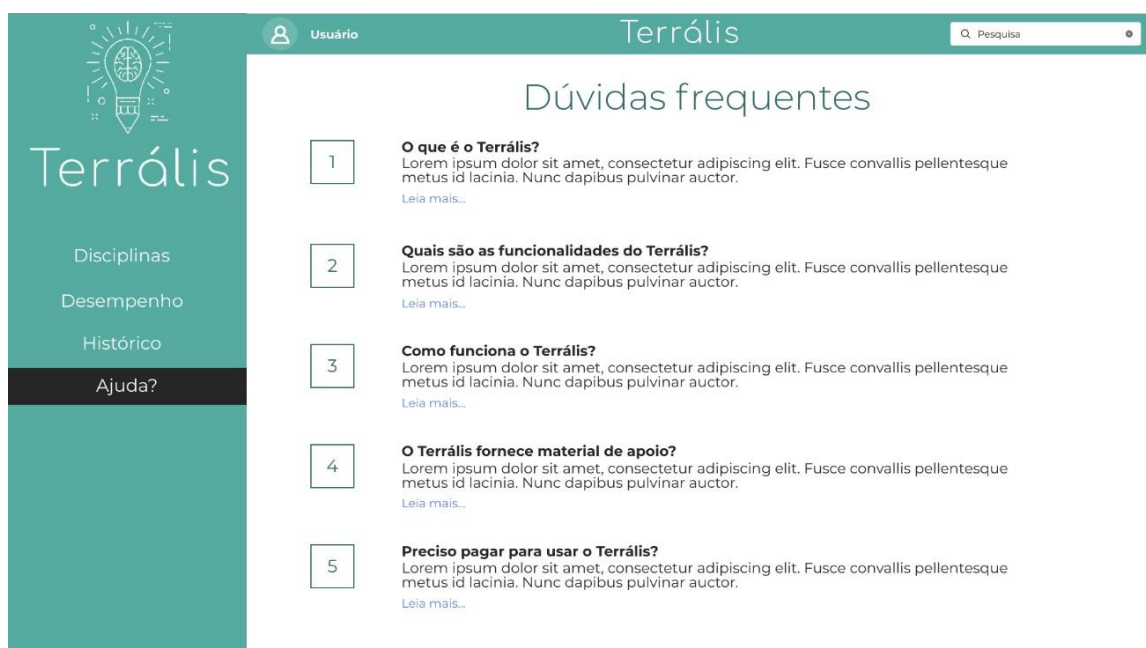 Terrális
Disciplinas
Desempenho
Histórico
Ajuda?
Usuário
Terrális
Pesquisa
Dúvidas frequentes
1
O que é o Terrális?
Lorem ipsum dolor sit amet, consectetur adipiscing elit. Fusce convallis pellentesque
metus id lacinia. Nunc dapibus pulvinar auctor.
Leia mais...
2
Quais são as funcionalidades do Terrális?
Lorem ipsum dolor sit amet, consectetur adipiscing elit. Fusce convallis pellentesque
metus id lacinia. Nunc dapibus pulvinar auctor.
Leia mais...
3
Como funciona o Terrális?
Lorem ipsum dolor sit amet, consectetur adipiscing elit. Fusce convallis pellentesque
metus id lacinia. Nunc dapibus pulvinar auctor.
Leia mais...
4
O Terrális fornece material de apoio?
Lorem ipsum dolor sit amet, consectetur adipiscing elit. Fusce convallis pellentesque
metus id lacinia. Nunc dapibus pulvinar auctor.
Leia mais...
5
Preciso pagar para usar o Terrális?
Lorem ipsum dolor sit amet, consectetur adipiscing elit. Fusce convallis pellentesque
metus id lacinia. Nunc dapibus pulvinar auctor.
Leia mais...